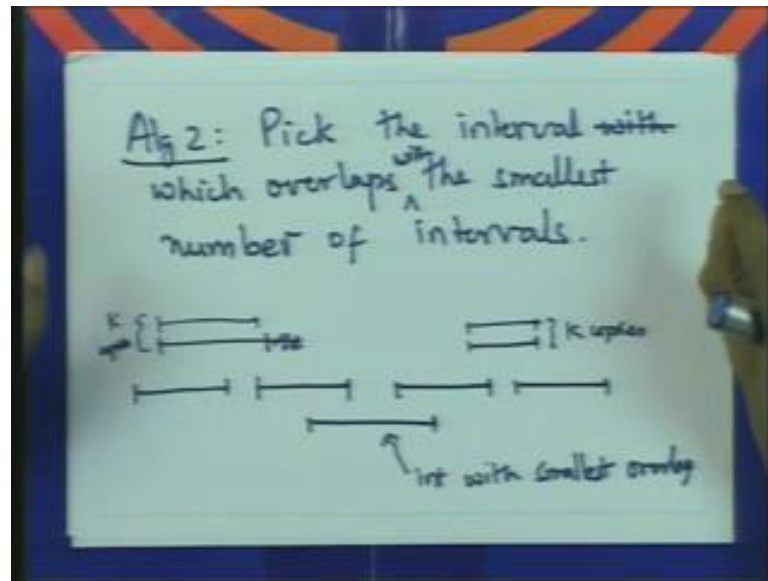 Alg 2: Pick the interval with
which overlaps with the smallest
number of intervals.
K
K copies
int with smallest overlap